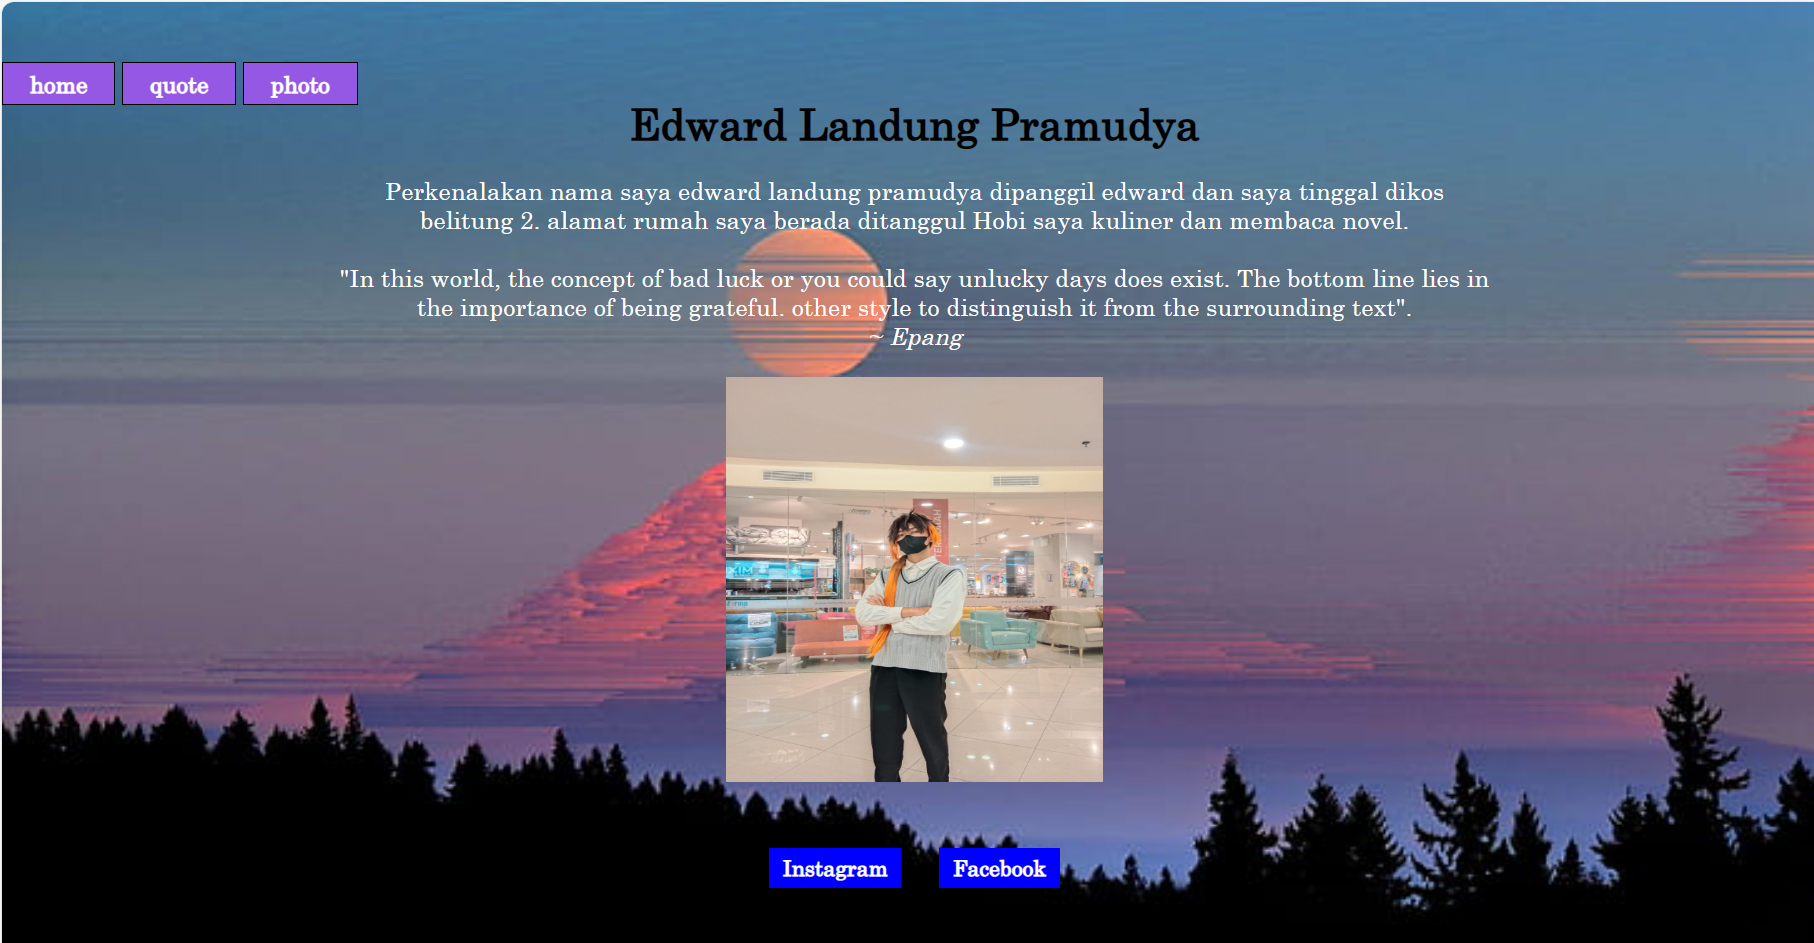 home
quote
photo
Edward Landung Pramudya
Perkenalakan nama saya edward landung pramudya dipanggil edward dan saya tinggal dikos
belitung 2. alamat rumah saya berada ditanggul Hobi saya kuliner dan membaca novel.
"In this world, the concept of bad luck or you could say unlucky days does exist. The bottom line lies in
the importance of being grateful. other style to distinguish it from the surrounding text".
~ Epang
Instagram
Facebook